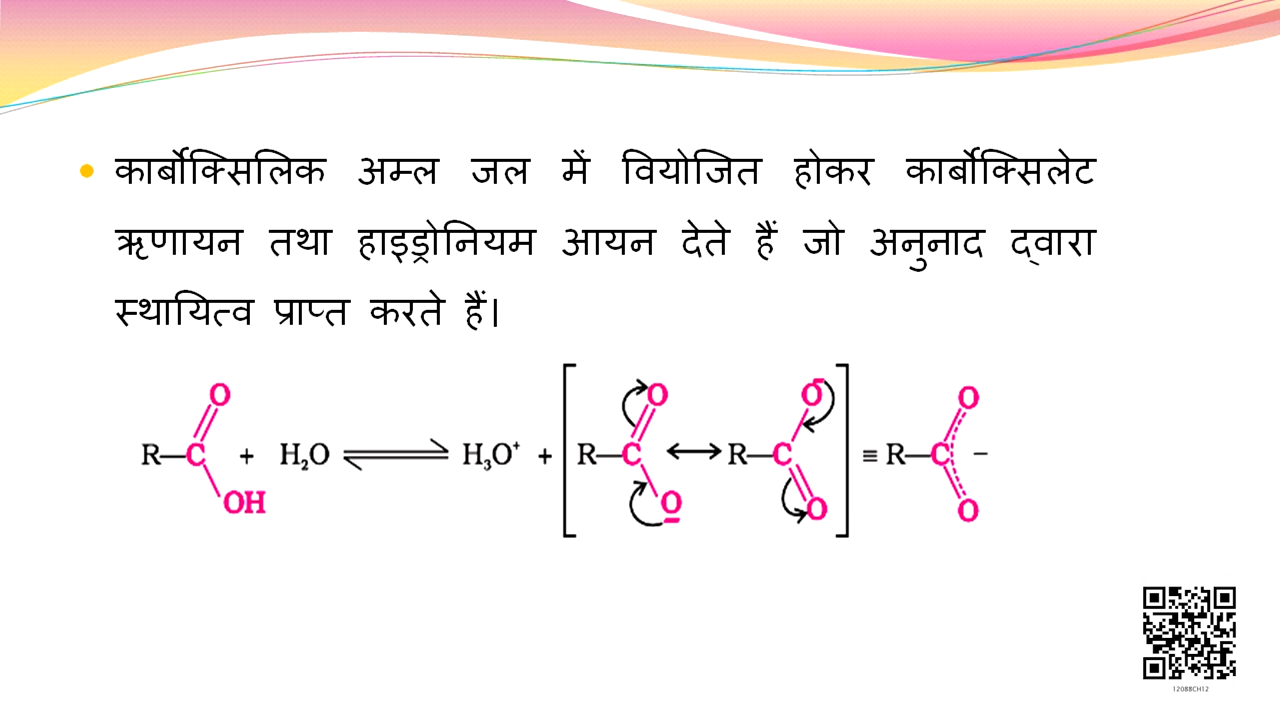 • कार्बोक्सिलिक अम्ल जल में वियोजित होकर कार्बोक्सिलेट
ऋणायन तथा हाइड्रोनियम आयन देते हैं जो अनुनाद द्वारा
स्थायित्व प्राप्त करते हैं।
O O O̅ O
R—C + H₂O ⇌ H₃O⁺ + [ R—C ↔ R—C ] ≡ R—C −
OH O̲ O O
12088CH12